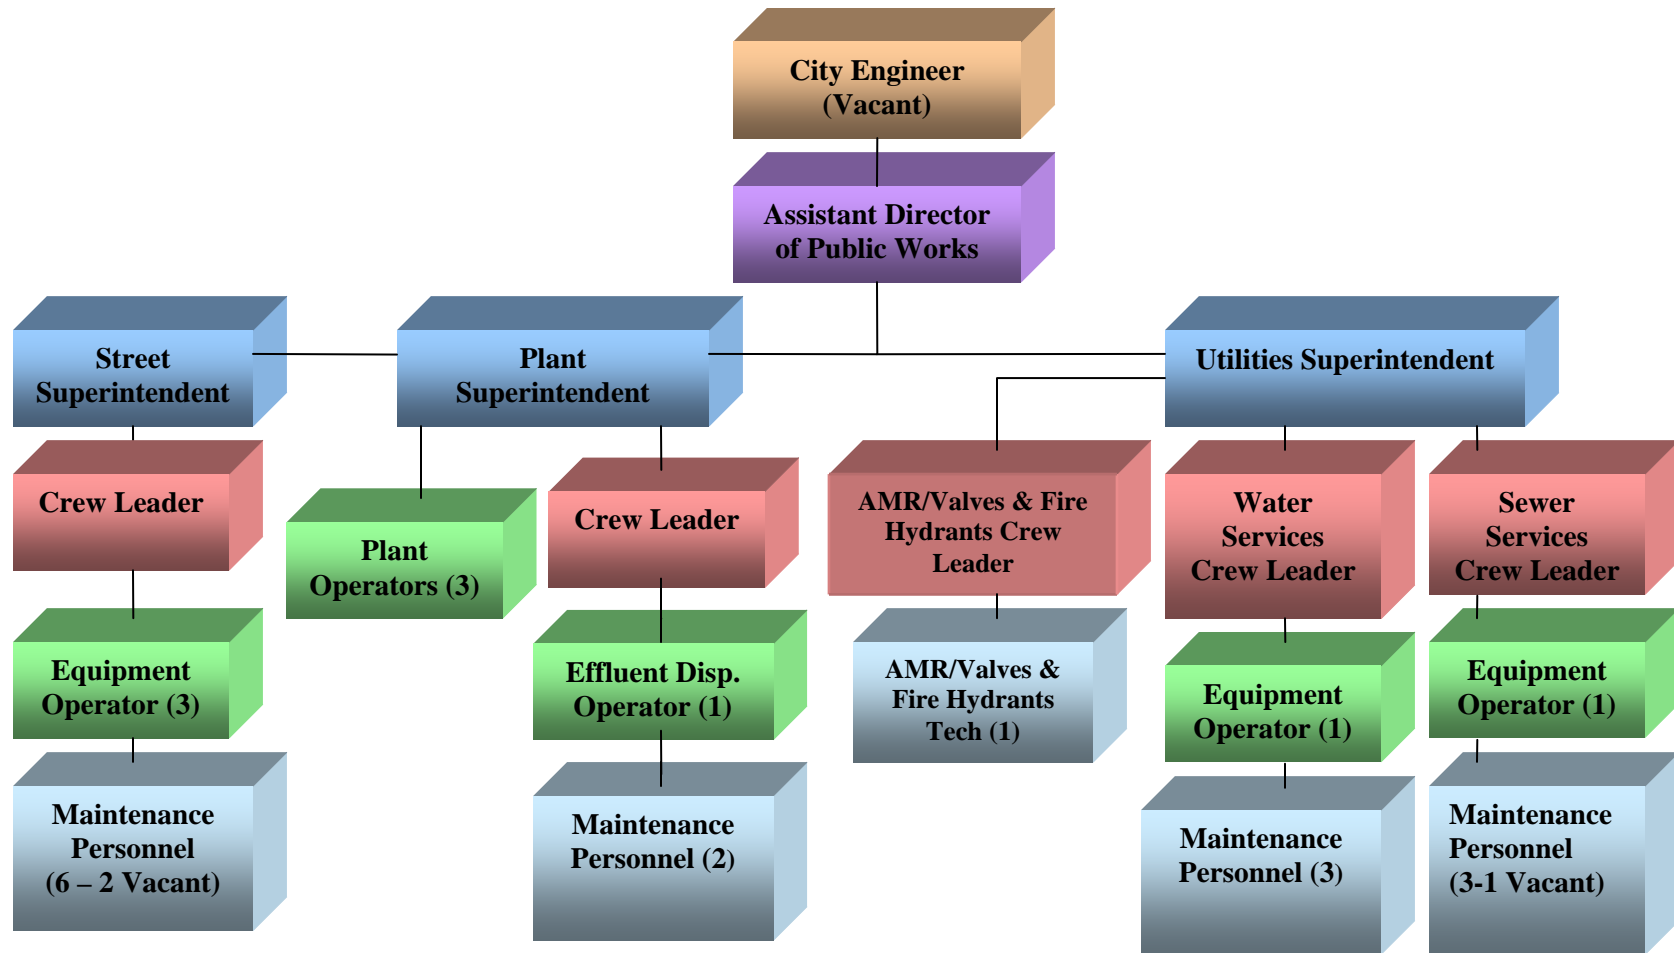 City Engineer
(Vacant)
Assistant Director
of Public Works
Street
Superintendent
Plant
Superintendent
Utilities Superintendent
Crew Leader
Plant
Operators (3)
Crew Leader
AMR/Valves & Fire
Hydrants Crew
Leader
Water
Services
Crew Leader
Sewer
Services
Crew Leader
Equipment
Operator (3)
Effluent Disp.
Operator (1)
AMR/Valves &
Fire Hydrants
Tech (1)
Equipment
Operator (1)
Equipment
Operator (1)
Maintenance
Personnel
(6 – 2 Vacant)
Maintenance
Personnel (2)
Maintenance
Personnel (3)
Maintenance
Personnel
(3-1 Vacant)